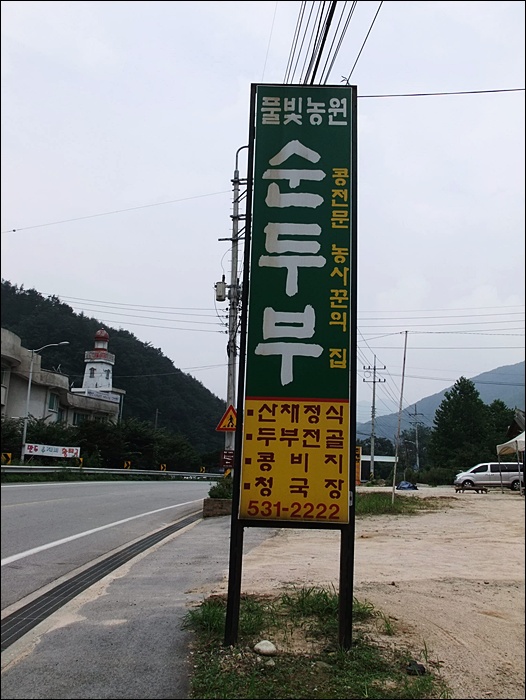 풀빛농원
순두부
콩전문 농사꾼의 집
산채정식
두부전골
콩비지
청국장
531-2222